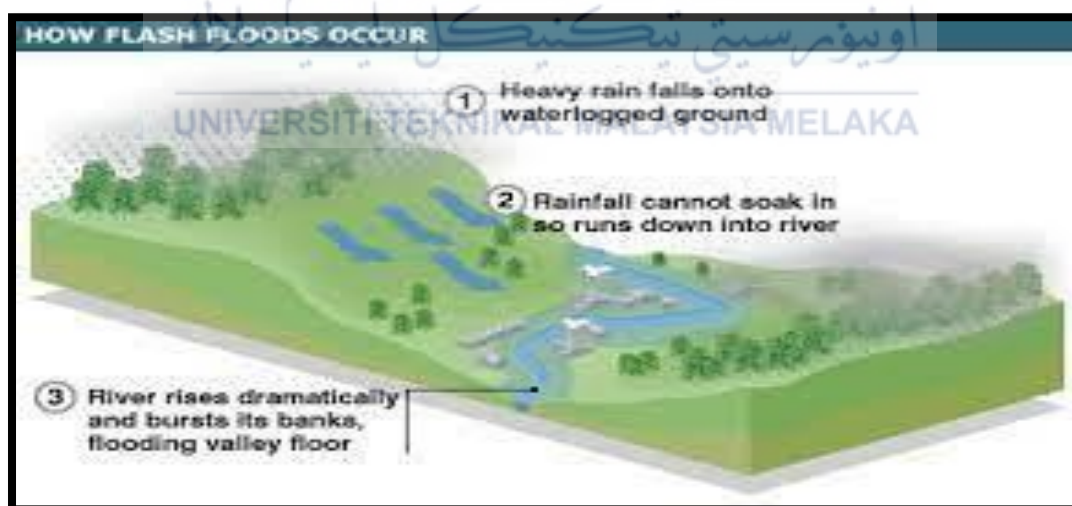 HOW FLASH FLOODS OCCUR
اونيۏرسيتي تيكنيكل مليسيا ملاك
UNIVERSITI TEKNIKAL MALAYSIA MELAKA
1 Heavy rain falls onto
waterlogged ground
2 Rainfall cannot soak in
so runs down into river
3 River rises dramatically
and bursts its banks,
flooding valley floor